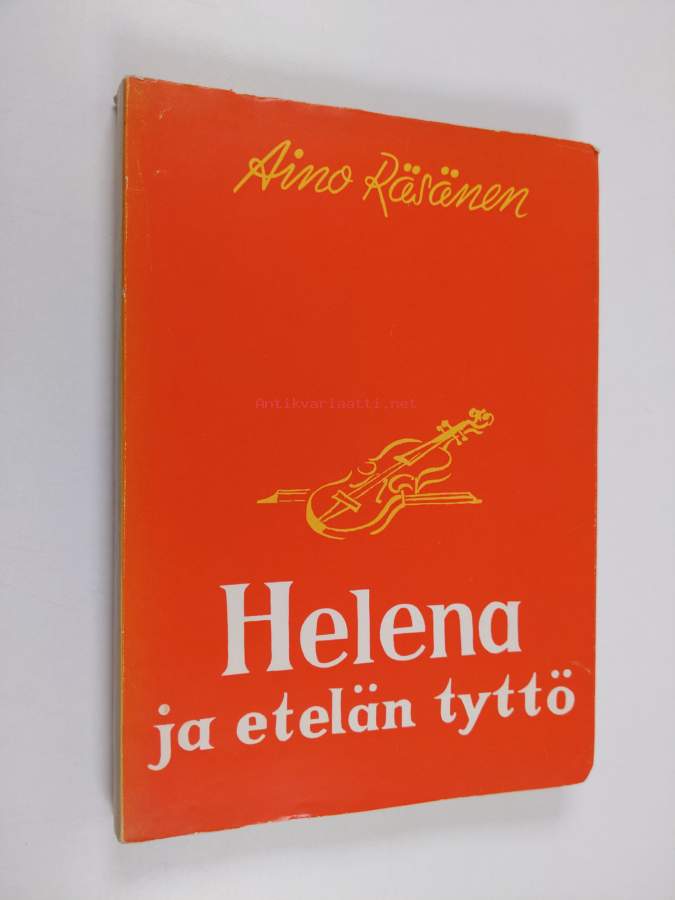 Aino Räsänen
Antikvariaatti.net
Helena
ja etelän tyttö